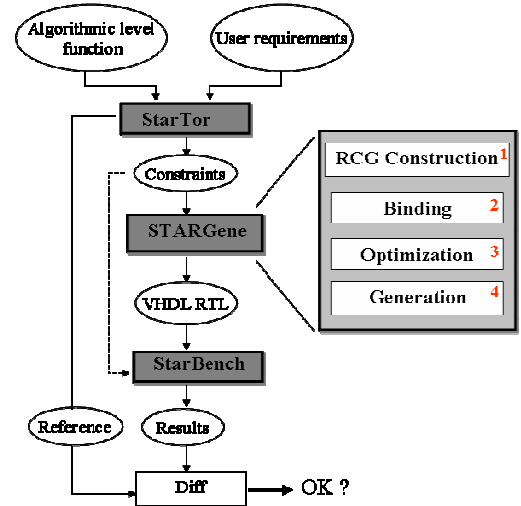 Algorithmic level
function
User requirements
StarTor
Constraints
STARGene
VHDL RTL
StarBench
Reference
Results
Diff
OK ?
RCG Construction 1
Binding 2
Optimization 3
Generation 4